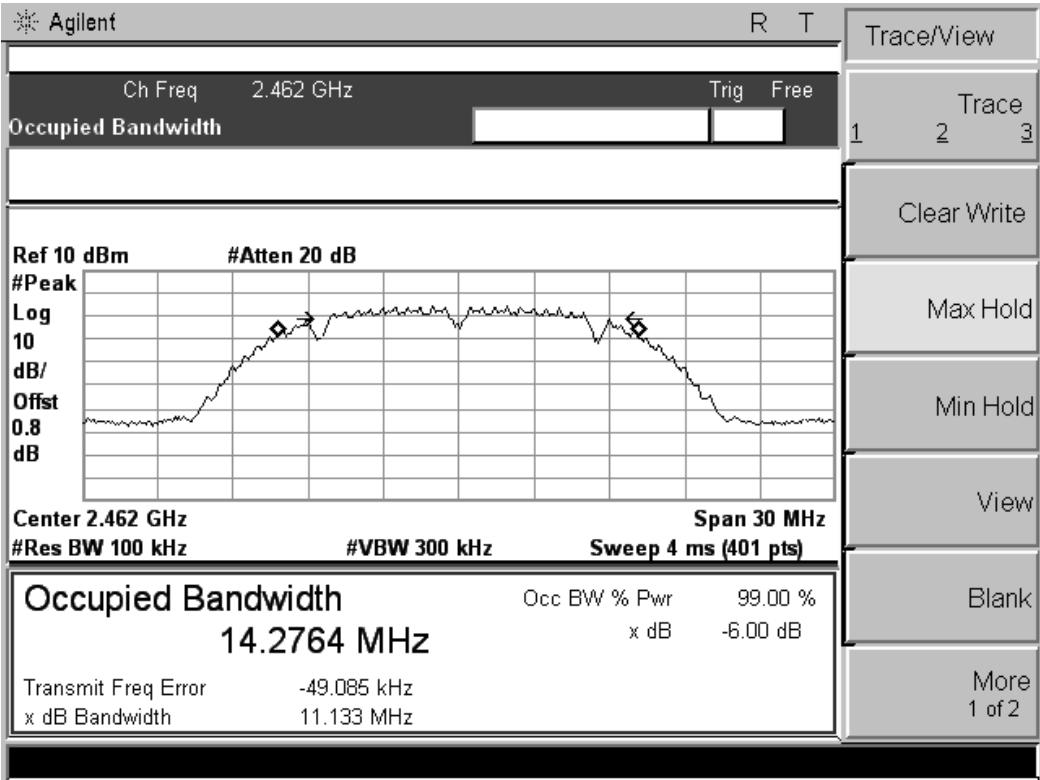 Agilent R T
Trace/View
Ch Freq 2.462 GHz Trig Free
Occupied Bandwidth
Trace
1 2 3
Clear Write
Max Hold
Min Hold
View
Blank
More
1 of 2
Ref 10 dBm #Atten 20 dB
#Peak
Log
10
dB/
Offst
0.8
dB
Center 2.462 GHz Span 30 MHz
#Res BW 100 kHz #VBW 300 kHz Sweep 4 ms (401 pts)
Occupied Bandwidth Occ BW % Pwr 99.00 %
14.2764 MHz x dB -6.00 dB
Transmit Freq Error -49.085 kHz
x dB Bandwidth 11.133 MHz